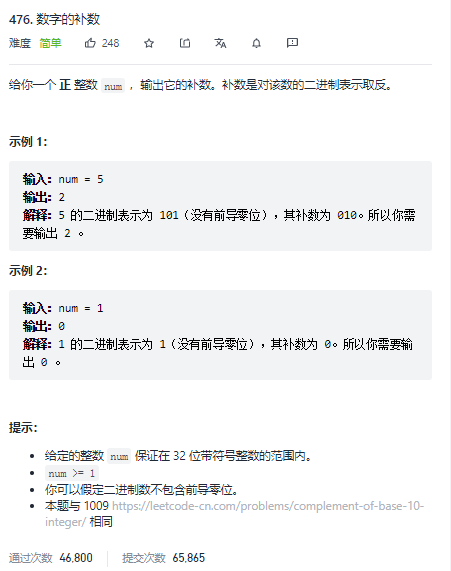 476. 数字的补数
难度 简单 248
给你一个 正 整数 num ，输出它的补数。补数是对该数的二进制表示取反。
示例 1：
输入：num = 5
输出：2
解释：5 的二进制表示为 101（没有前导零位），其补数为 010。所以你需
要输出 2 。
示例 2：
输入：num = 1
输出：0
解释：1 的二进制表示为 1（没有前导零位），其补数为 0。所以你需要输
出 0 。
提示：
• 给定的整数 num 保证在 32 位带符号整数的范围内。
• num >= 1
• 你可以假定二进制数不包含前导零位。
• 本题与 1009 https://leetcode-cn.com/problems/complement-of-base-10-
integer/ 相同
通过次数 46,800 提交次数 65,865